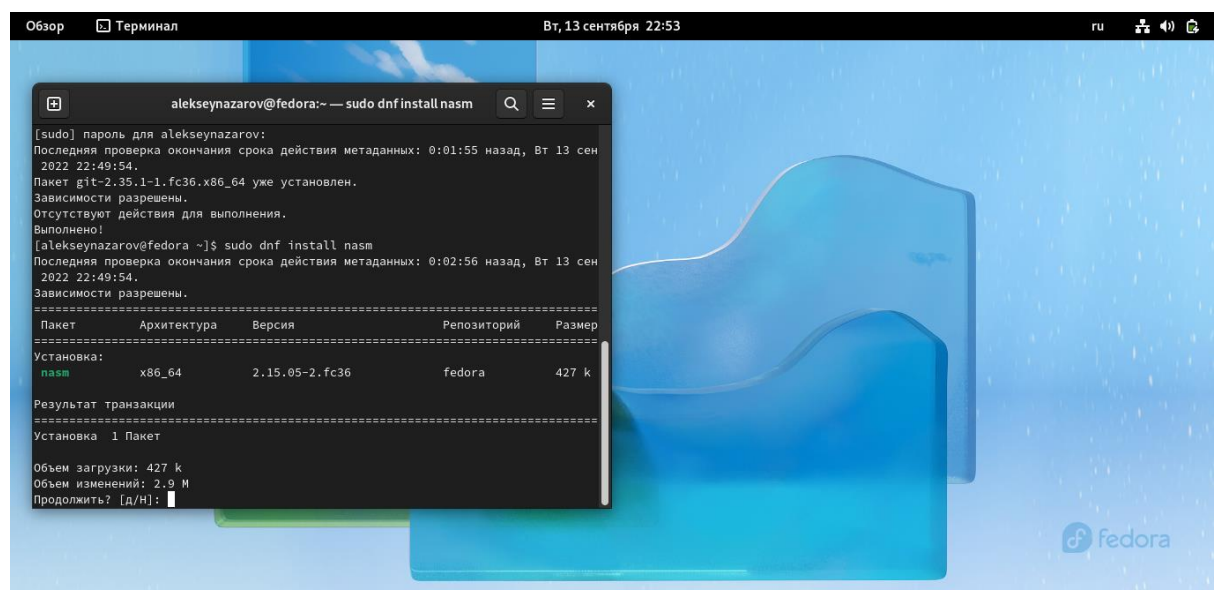 Обзор Терминал Вт, 13 сентября 22:53 ru
alekseynazarov@fedora:~ — sudo dnf install nasm
[sudo] пароль для alekseynazarov:
Последняя проверка окончания срока действия метаданных: 0:01:55 назад, Вт 13 сен
2022 22:49:54.
Пакет git-2.35.1-1.fc36.x86_64 уже установлен.
Зависимости разрешены.
Отсутствуют действия для выполнения.
Выполнено!
[alekseynazarov@fedora ~]$ sudo dnf install nasm
Последняя проверка окончания срока действия метаданных: 0:02:56 назад, Вт 13 сен
2022 22:49:54.
Зависимости разрешены.
================================================================================
Пакет Архитектура Версия Репозиторий Размер
================================================================================
Установка:
nasm x86_64 2.15.05-2.fc36 fedora 427 k

Результат транзакции
================================================================================
Установка 1 Пакет

Объем загрузки: 427 k
Объем изменений: 2.9 M
Продолжить? [д/Н]:
fedora